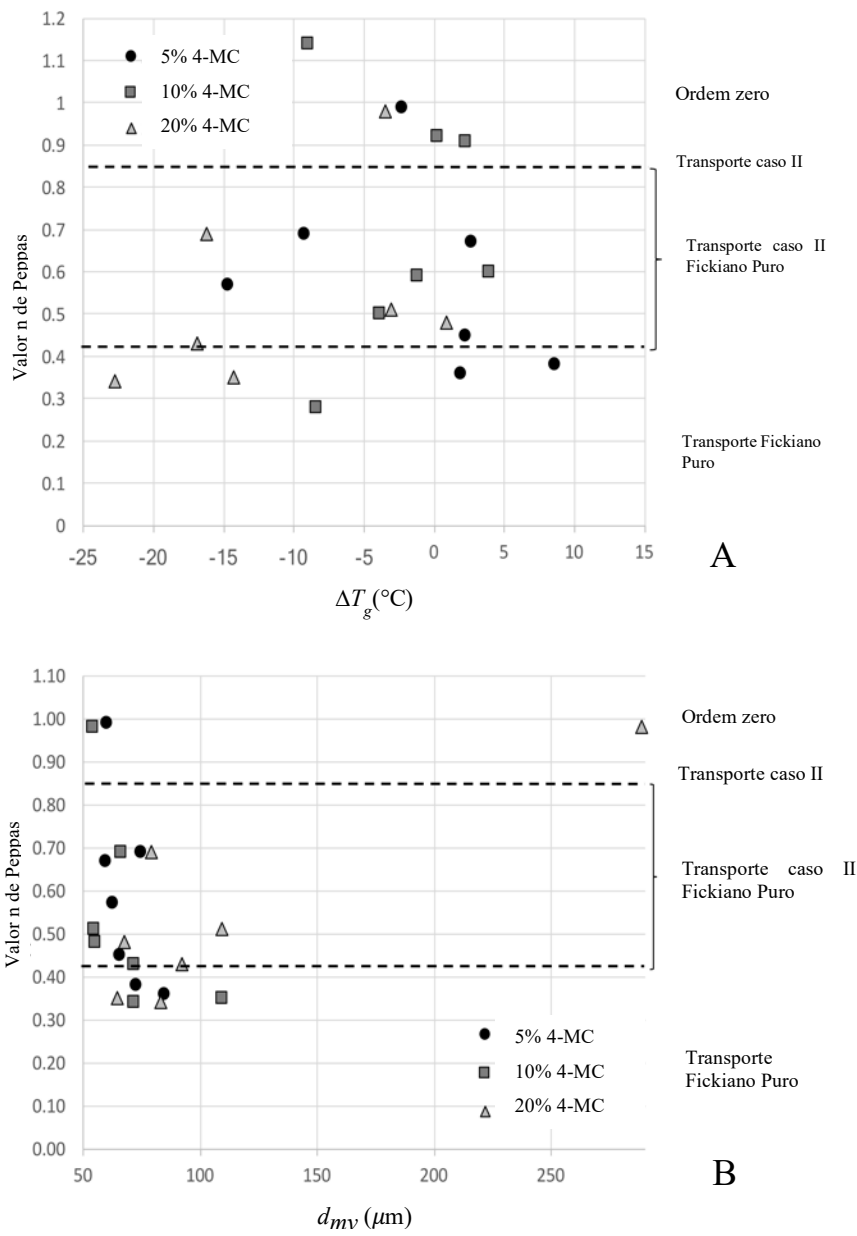 1.2
1.1
1
0.9
0.8
0.7
0.6
0.5
0.4
0.3
0.2
0.1
0
Valor n de Peppas
5% 4-MC
10% 4-MC
20% 4-MC
Ordem zero
Transporte caso II
Transporte caso II
Fickiano Puro
Transporte Fickiano
Puro
-25 -20 -15 -10 -5 0 5 10 15
A
ΔTg(°C)
1.10
1.00
0.90
0.80
0.70
0.60
0.50
0.40
0.30
0.20
0.10
0.00
Valor n de Peppas
Ordem zero
Transporte caso II
Transporte caso II
Fickiano Puro
5% 4-MC
10% 4-MC
20% 4-MC
Transporte
Fickiano Puro
50 100 150 200 250
B
dmv (μm)